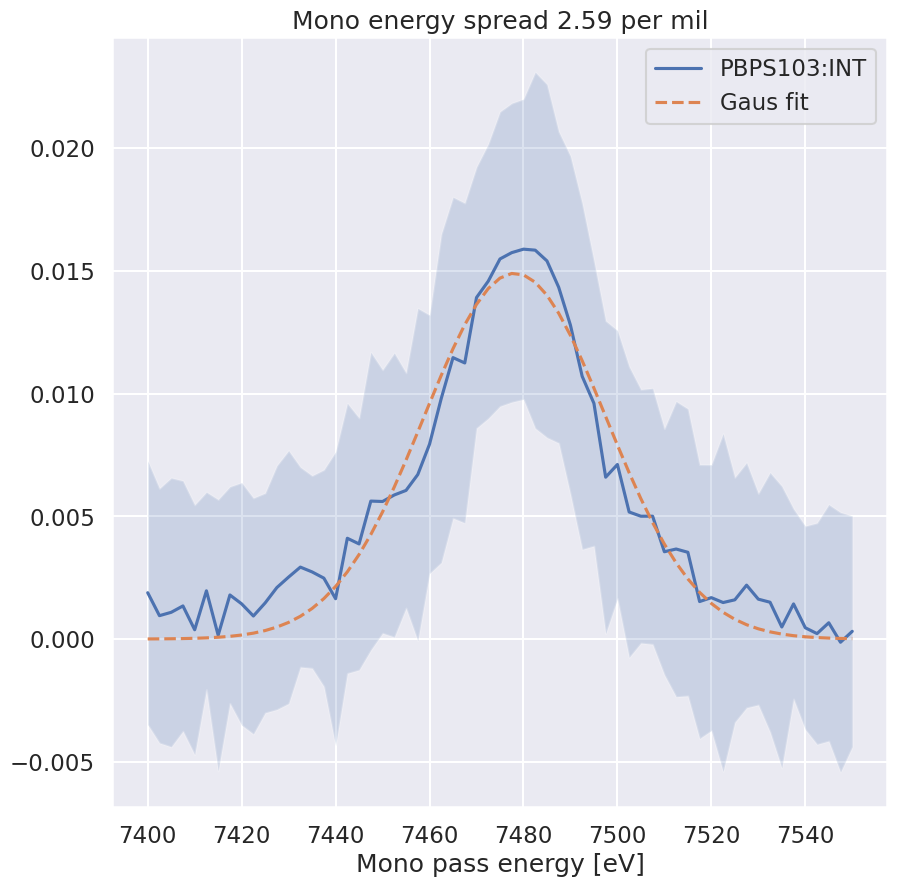 Mono energy spread 2.59 per mil
PBPS103:INT
Gaus fit
0.020
0.015
0.010
0.005
0.000
−0.005
7400 7420 7440 7460 7480 7500 7520 7540
Mono pass energy [eV]